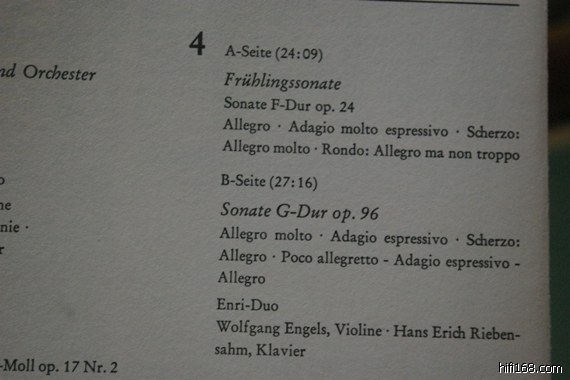 nd Orchester
o
ne
nie ·
r
-Moll op. 17 Nr. 2
4
A-Seite (24:09)
Frühlingssonate
Sonate F-Dur op. 24
Allegro · Adagio molto espressivo · Scherzo:
Allegro molto · Rondo: Allegro ma non troppo
B-Seite (27:16)
Sonate G-Dur op. 96
Allegro molto · Adagio espressivo · Scherzo:
Allegro · Poco allegretto - Adagio espressivo -
Allegro
Enri-Duo
Wolfgang Engels, Violine · Hans Erich Rieben-
sahm, Klavier
hifi168.com